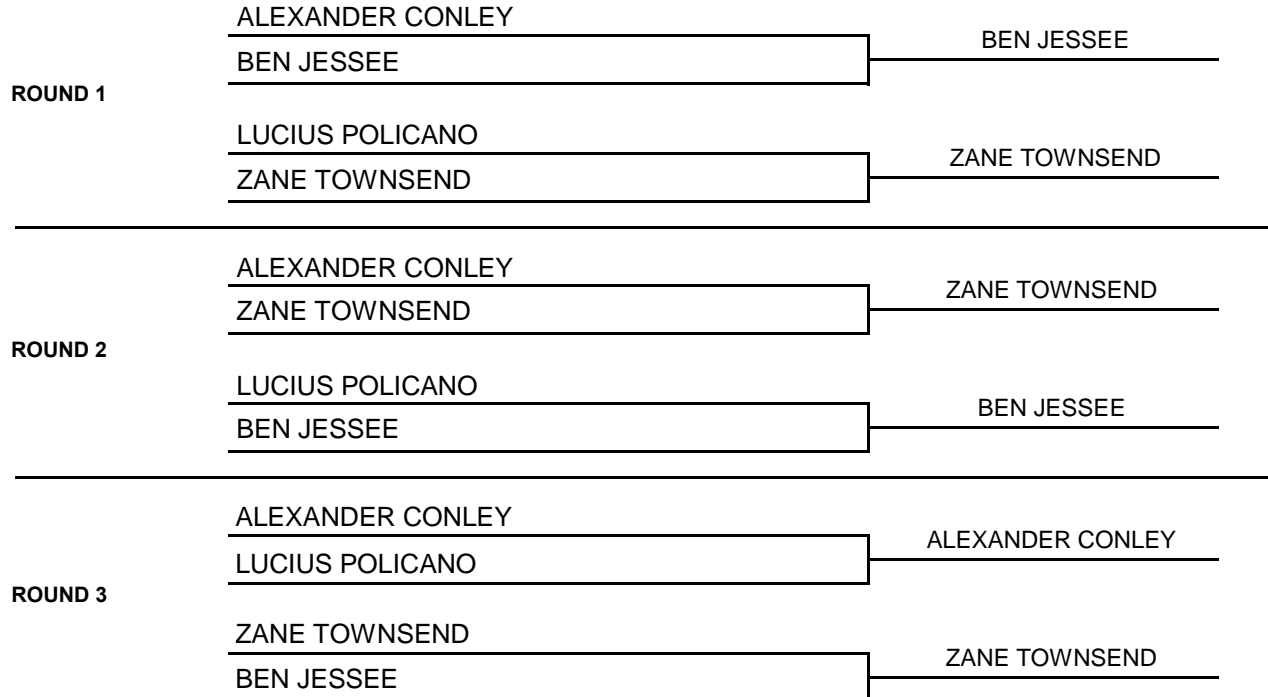 ALEXANDER CONLEY
BEN JESSEE
BEN JESSEE
ROUND 1
LUCIUS POLICANO
ZANE TOWNSEND
ZANE TOWNSEND
ALEXANDER CONLEY
ZANE TOWNSEND
ZANE TOWNSEND
ROUND 2
LUCIUS POLICANO
BEN JESSEE
BEN JESSEE
ALEXANDER CONLEY
ALEXANDER CONLEY
LUCIUS POLICANO
ROUND 3
ZANE TOWNSEND
ZANE TOWNSEND
BEN JESSEE